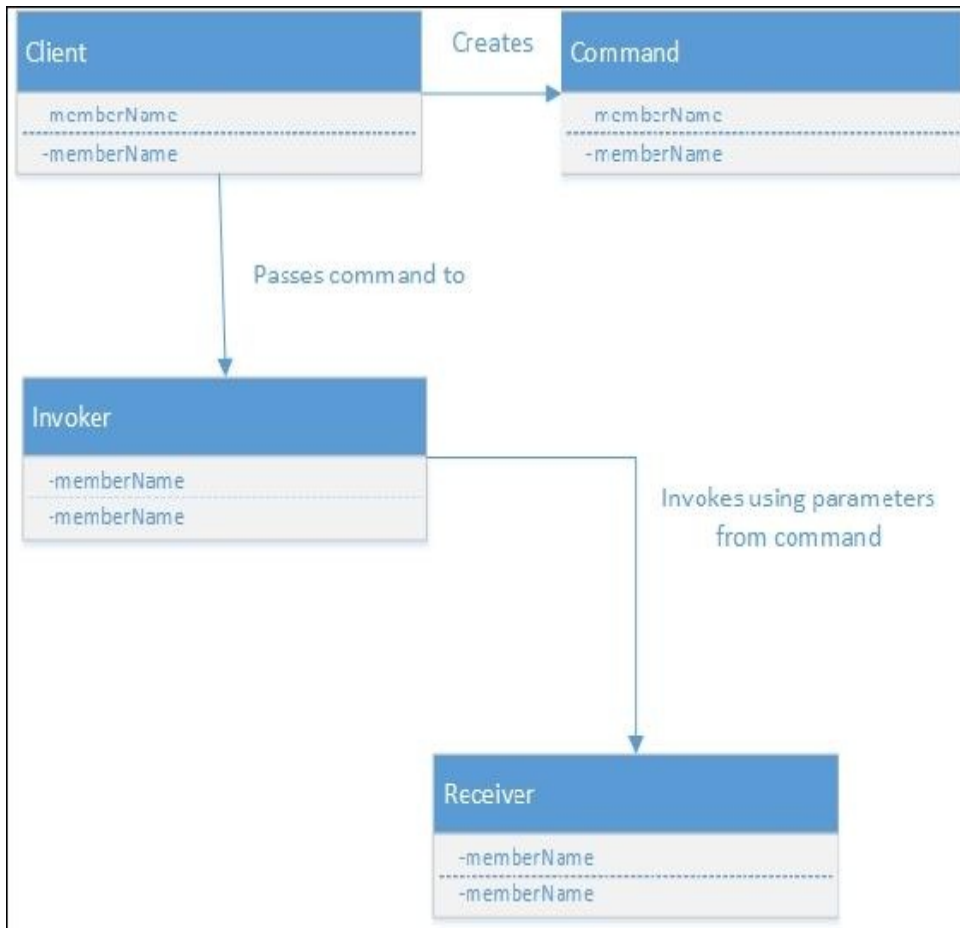 Client
memberName
-memberName
Creates
Command
memberName
-memberName
Passes command to
Invoker
-memberName
-memberName
Invokes using parameters
from command
Receiver
-memberName
-memberName